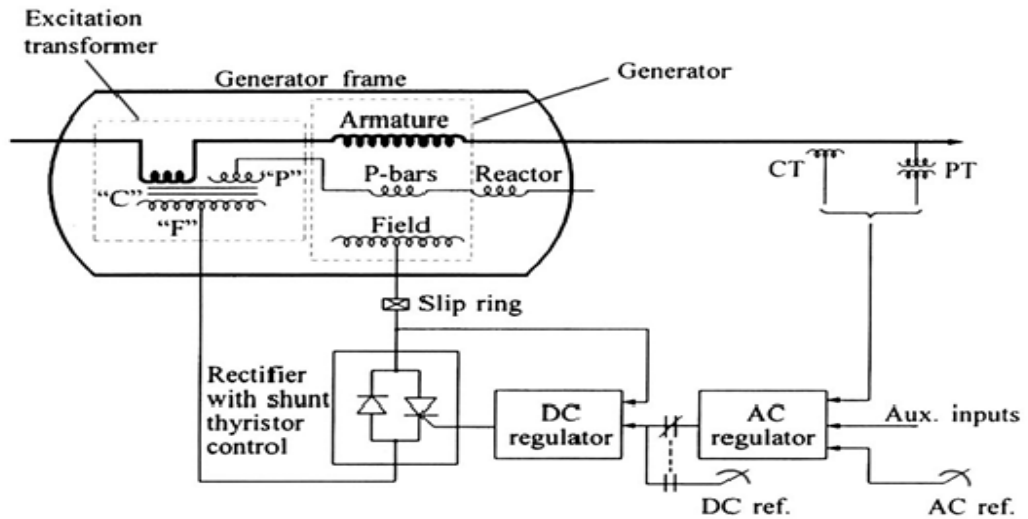 Excitation
transformer
Generator frame
Generator
Armature
CT
PT
"P"
P-bars
Reactor
"C"
"F"
Field
Slip ring
Rectifier
with shunt
thyristor
control
DC
regulator
AC
regulator
Aux. inputs
DC ref.
AC ref.